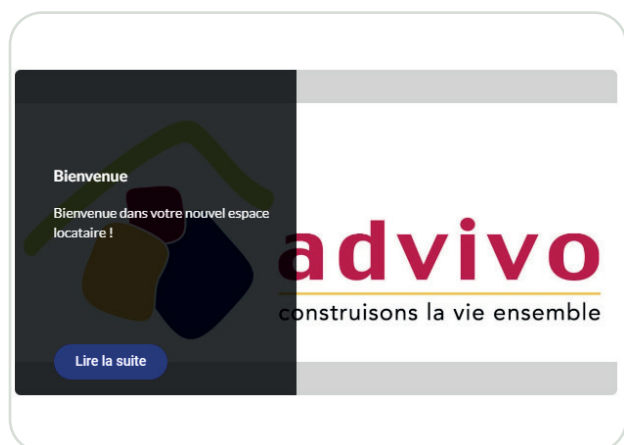 Bienvenue
Bienvenue dans votre nouvel espace
locataire !
advivo
construisons la vie ensemble
Lire la suite